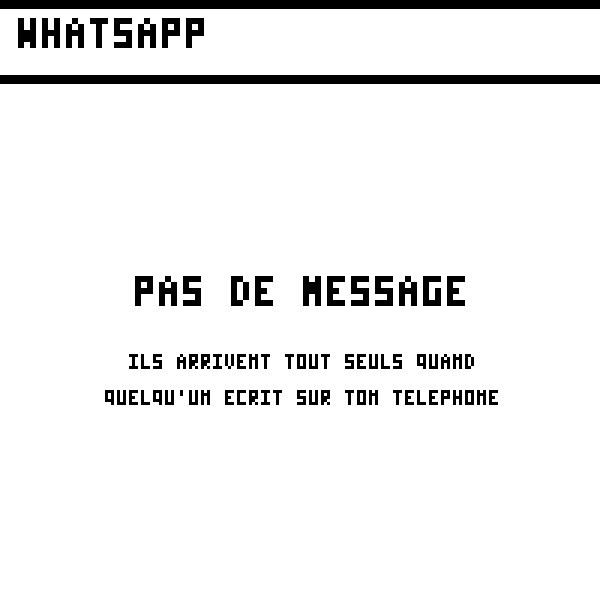 WHATSAPP
PAS DE MESSAGE
ILS ARRIVENT TOUT SEULS QUAND
QUELQU'UN ECRIT SUR TON TELEPHONE